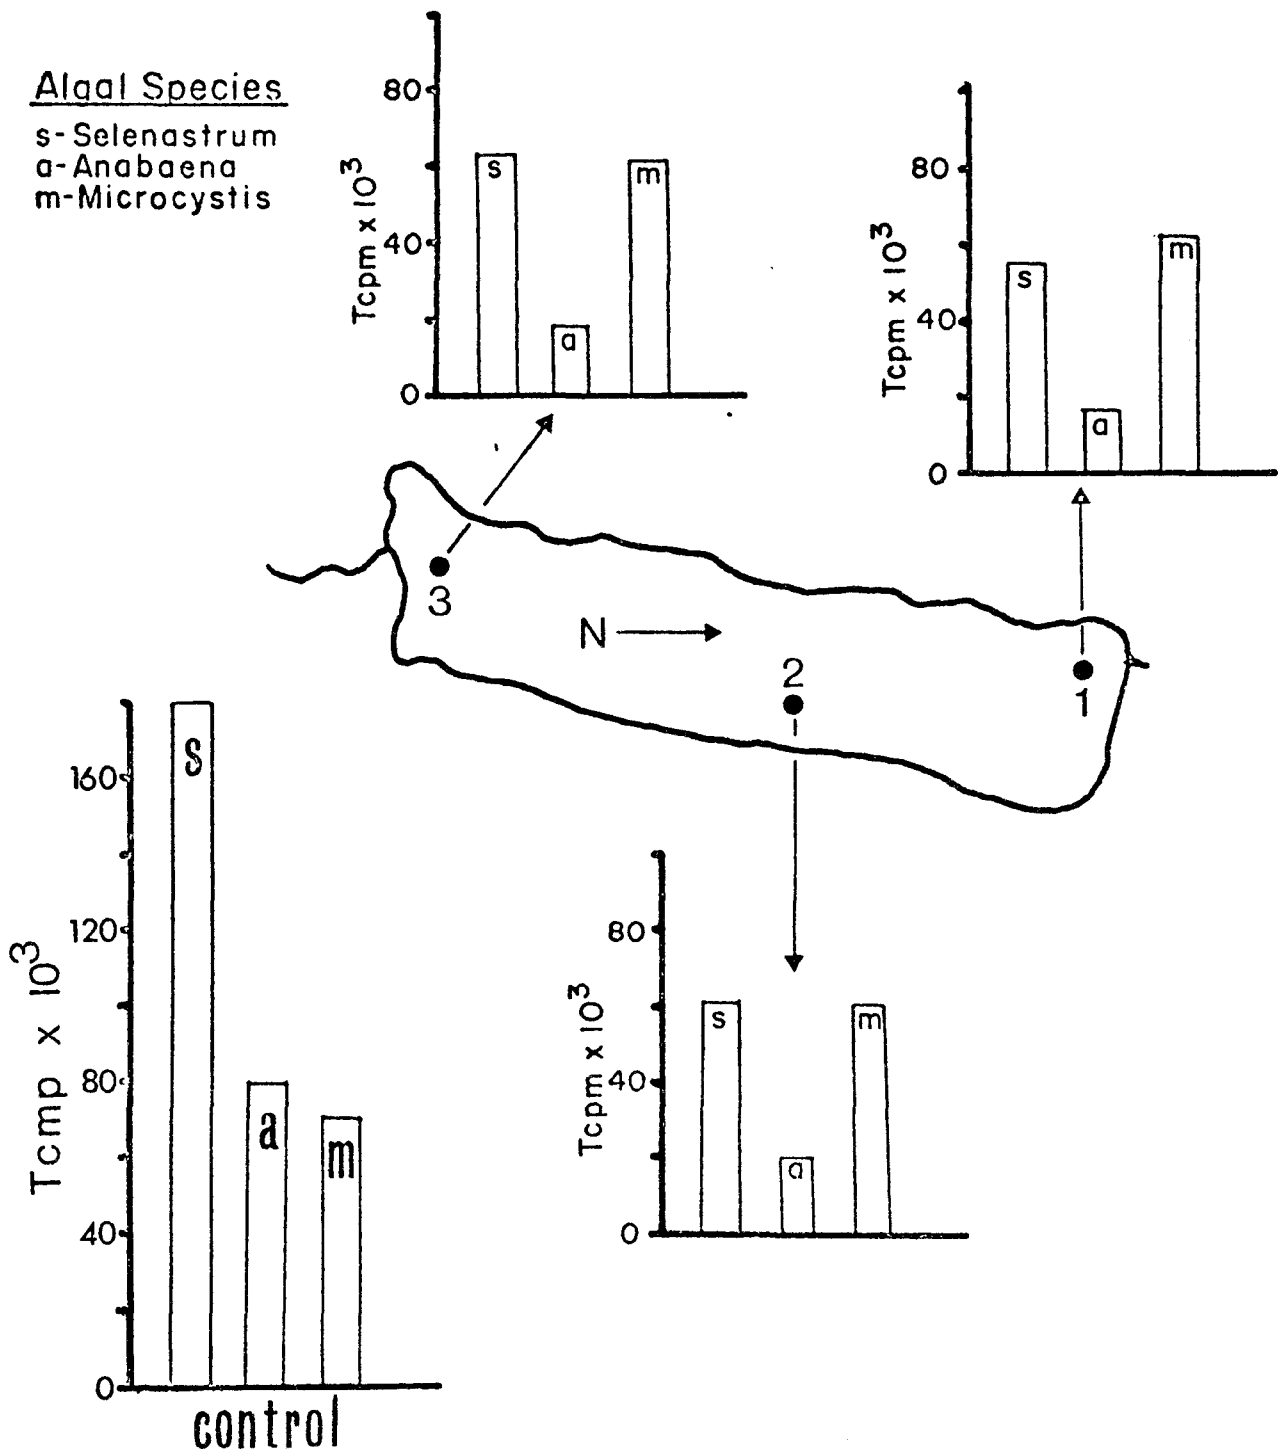 Algal Species
s-Selenastrum
a-Anabaena
m-Microcystis
Tcpm x 10³
80
40
0
s
a
m
Tcpm x 10³
80
40
0
s
a
m
3
N
2
1
Tcmp x 10³
160
120
80
40
0
s
a
m
control
Tcpm x 10³
80
40
0
s
a
m